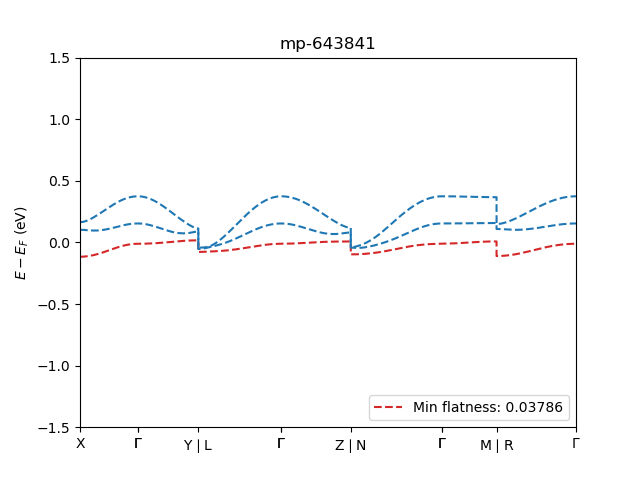 mp-643841
1.5
1.0
0.5
0.0
−0.5
−1.0
−1.5
E − E_F (eV)
Min flatness: 0.03786
X Γ Y | L Γ Z | N Γ M | R Γ